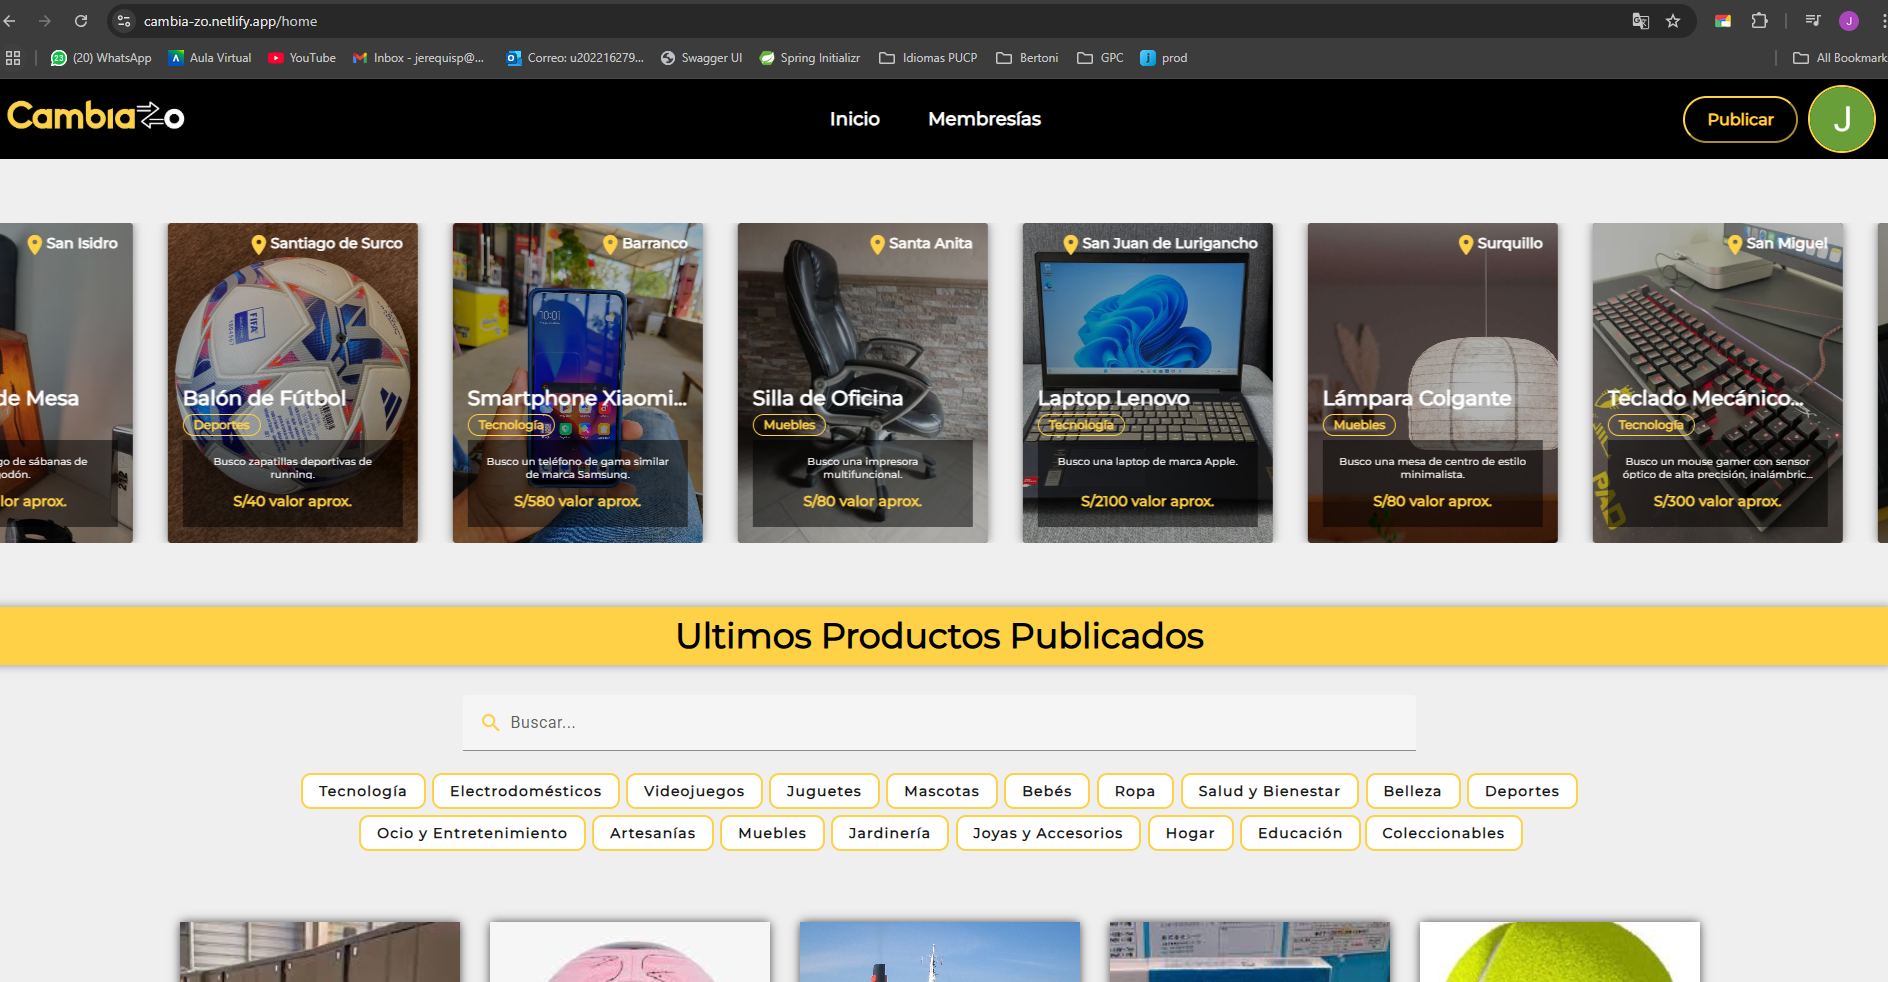 cambia-zo.netlify.app/home
J
(20) WhatsApp
Aula Virtual
YouTube
Inbox - jerequisp@...
Correo: u202216279...
Swagger UI
Spring Initializr
Idiomas PUCP
Bertoni
GPC
prod
All Bookmark
CambiaZo
Inicio
Membresías
Publicar
J
San Isidro
de Mesa
go de sábanas de
godón.
lor aprox.
Santiago de Surco
Balón de Fútbol
Deportes
Busco zapatillas deportivas de
running.
S/40 valor aprox.
Barranco
Smartphone Xiaomi...
Tecnología
Busco un teléfono de gama similar
de marca Samsung.
S/580 valor aprox.
Santa Anita
Silla de Oficina
Muebles
Busco una impresora
multifuncional.
S/80 valor aprox.
San Juan de Lurigancho
Laptop Lenovo
Tecnología
Busco una laptop de marca Apple.
S/2100 valor aprox.
Surquillo
Lámpara Colgante
Muebles
Busco una mesa de centro de estilo
minimalista.
S/80 valor aprox.
San Miguel
Teclado Mecánico...
Tecnología
Busco un mouse gamer con sensor
óptico de alta precisión, inalámbric...
S/300 valor aprox.
Ultimos Productos Publicados
Buscar...
Tecnología
Electrodomésticos
Videojuegos
Juguetes
Mascotas
Bebés
Ropa
Salud y Bienestar
Belleza
Deportes
Ocio y Entretenimiento
Artesanías
Muebles
Jardinería
Joyas y Accesorios
Hogar
Educación
Coleccionables